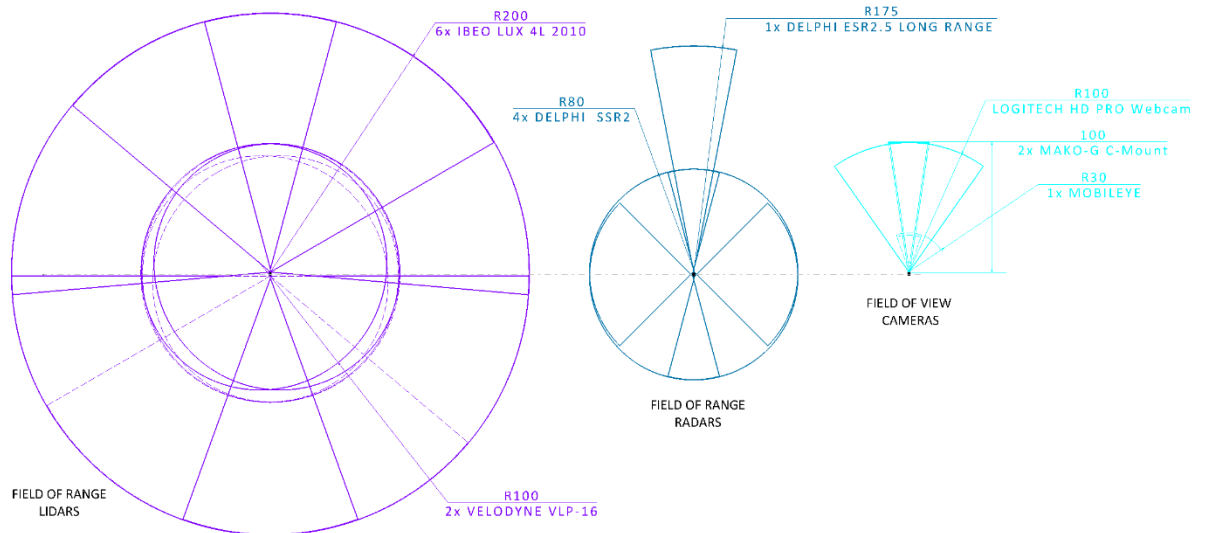 R200
6x IBEO LUX 4L 2010
R100
2x VELODYNE VLP-16
FIELD OF RANGE
LIDARS
R175
1x DELPHI ESR2.5 LONG RANGE
R80
4x DELPHI SSR2
FIELD OF RANGE
RADARS
R100
LOGITECH HD PRO Webcam
100
2x MAKO-G C-Mount
R30
1x MOBILEYE
FIELD OF VIEW
CAMERAS